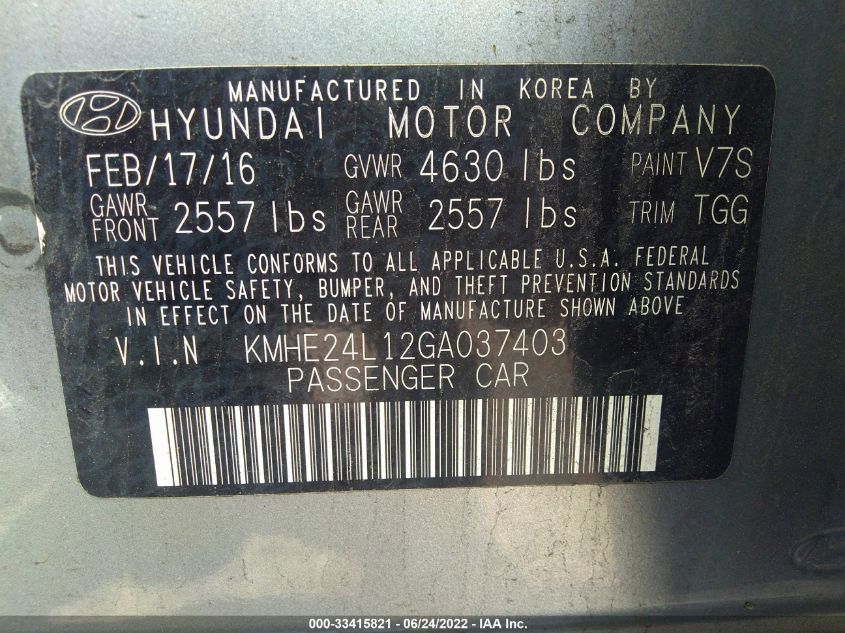 MANUFACTURED IN KOREA BY
HYUNDAI MOTOR COMPANY
FEB/17/16 GVWR 4630 lbs PAINT V7S
GAWR FRONT 2557 lbs GAWR REAR 2557 lbs TRIM TGG
THIS VEHICLE CONFORMS TO ALL APPLICABLE U.S.A. FEDERAL
MOTOR VEHICLE SAFETY, BUMPER, AND THEFT PREVENTION STANDARDS
IN EFFECT ON THE DATE OF MANUFACTURE SHOWN ABOVE
V.I.N KMHE24L12GA037403
PASSENGER CAR
000-33415821 - 06/24/2022 - IAA Inc.